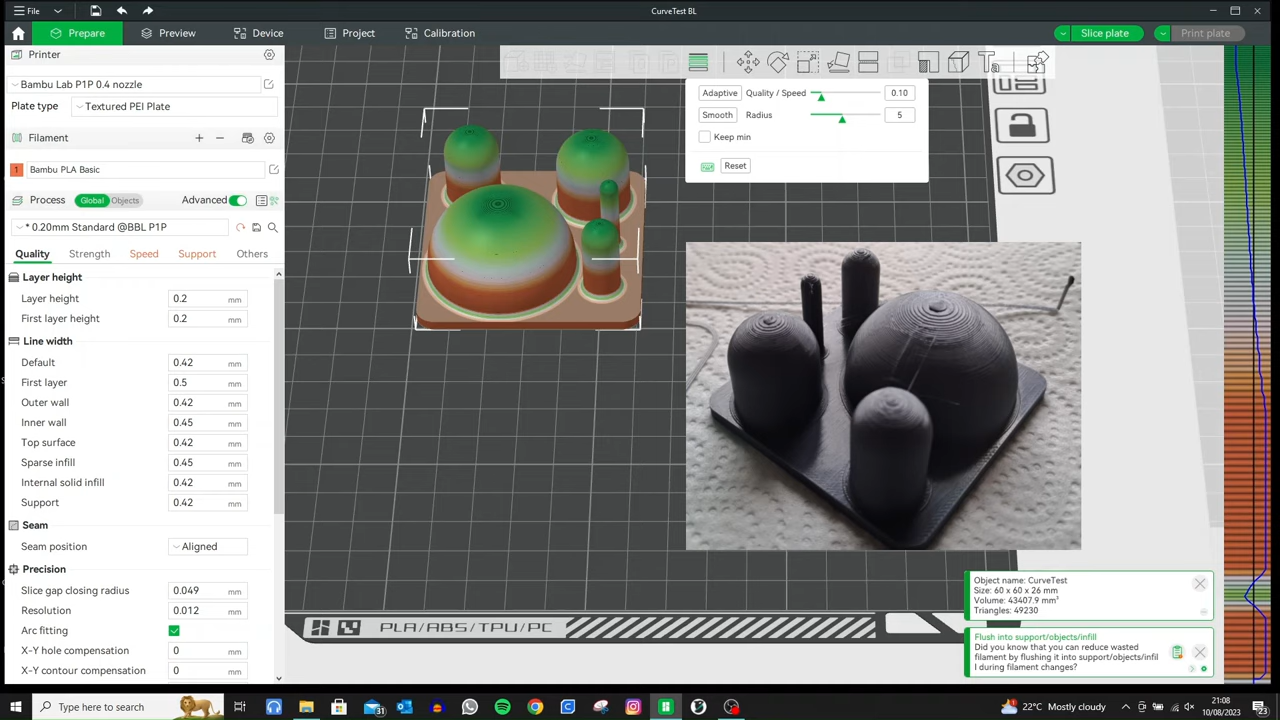 File
CurveTest BL
Prepare
Preview
Device
Project
Calibration
Slice plate
Print plate
Printer
Bambu Lab P1P 0.4 nozzle
Plate type
Textured PEI Plate
Filament
1 Bambu PLA Basic
Process
Global
Objects
Advanced
* 0.20mm Standard @BBL P1P
Quality
Strength
Speed
Support
Others
Layer height
Layer height 0.2 mm
First layer height 0.2 mm
Line width
Default 0.42 mm
First layer 0.5 mm
Outer wall 0.42 mm
Inner wall 0.45 mm
Top surface 0.42 mm
Sparse infill 0.45 mm
Internal solid infill 0.42 mm
Support 0.42 mm
Seam
Seam position Aligned
Precision
Slice gap closing radius 0.049 mm
Resolution 0.012 mm
Arc fitting
X-Y hole compensation 0 mm
X-Y contour compensation 0 mm
Adaptive Quality / Speed 0.10
Smooth Radius 5
Keep min
Reset
PLA/ABS/TPU/PC
Object name: CurveTest
Size: 60 x 60 x 26 mm
Volume: 43407.9 mm³
Triangles: 49230
Flush into support/objects/infill
Did you know that you can reduce wasted
filament by flushing it into support/objects/infil
l during filament changes?
Type here to search
31
22°C Mostly cloudy
21:08
10/08/2023
23